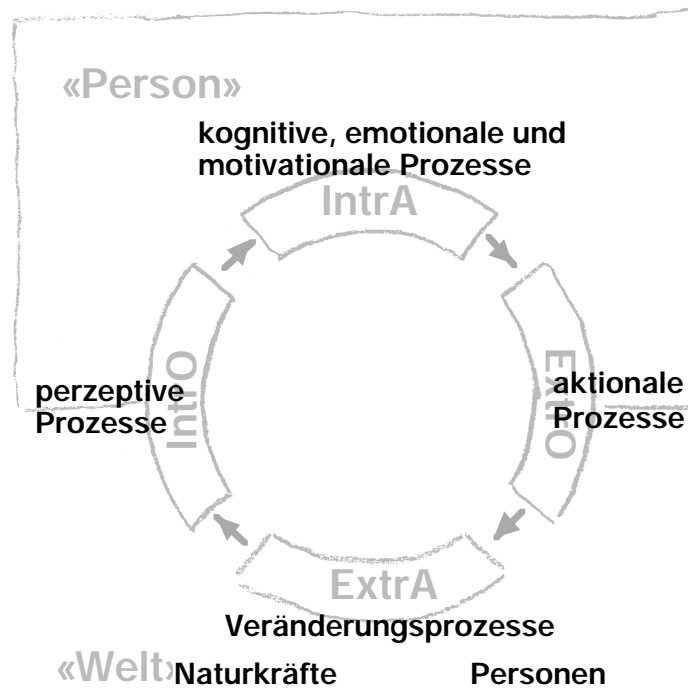 «Person»
kognitive, emotionale und
motivationale Prozesse
IntrA
IntrO
perzeptive
Prozesse
ExtrO
aktionale
Prozesse
ExtrA
Veränderungsprozesse
«Welt»
Naturkräfte Personen